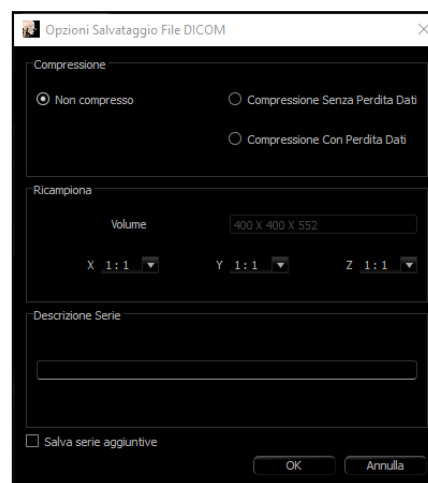 Opzioni Salvataggio File DICOM
Compressione
Non compresso
Compressione Senza Perdita Dati
Compressione Con Perdita Dati
Ricampiona
Volume 400 X 400 X 552
X 1:1 Y 1:1 Z 1:1
Descrizione Serie
Salva serie aggiuntive
OK Annulla